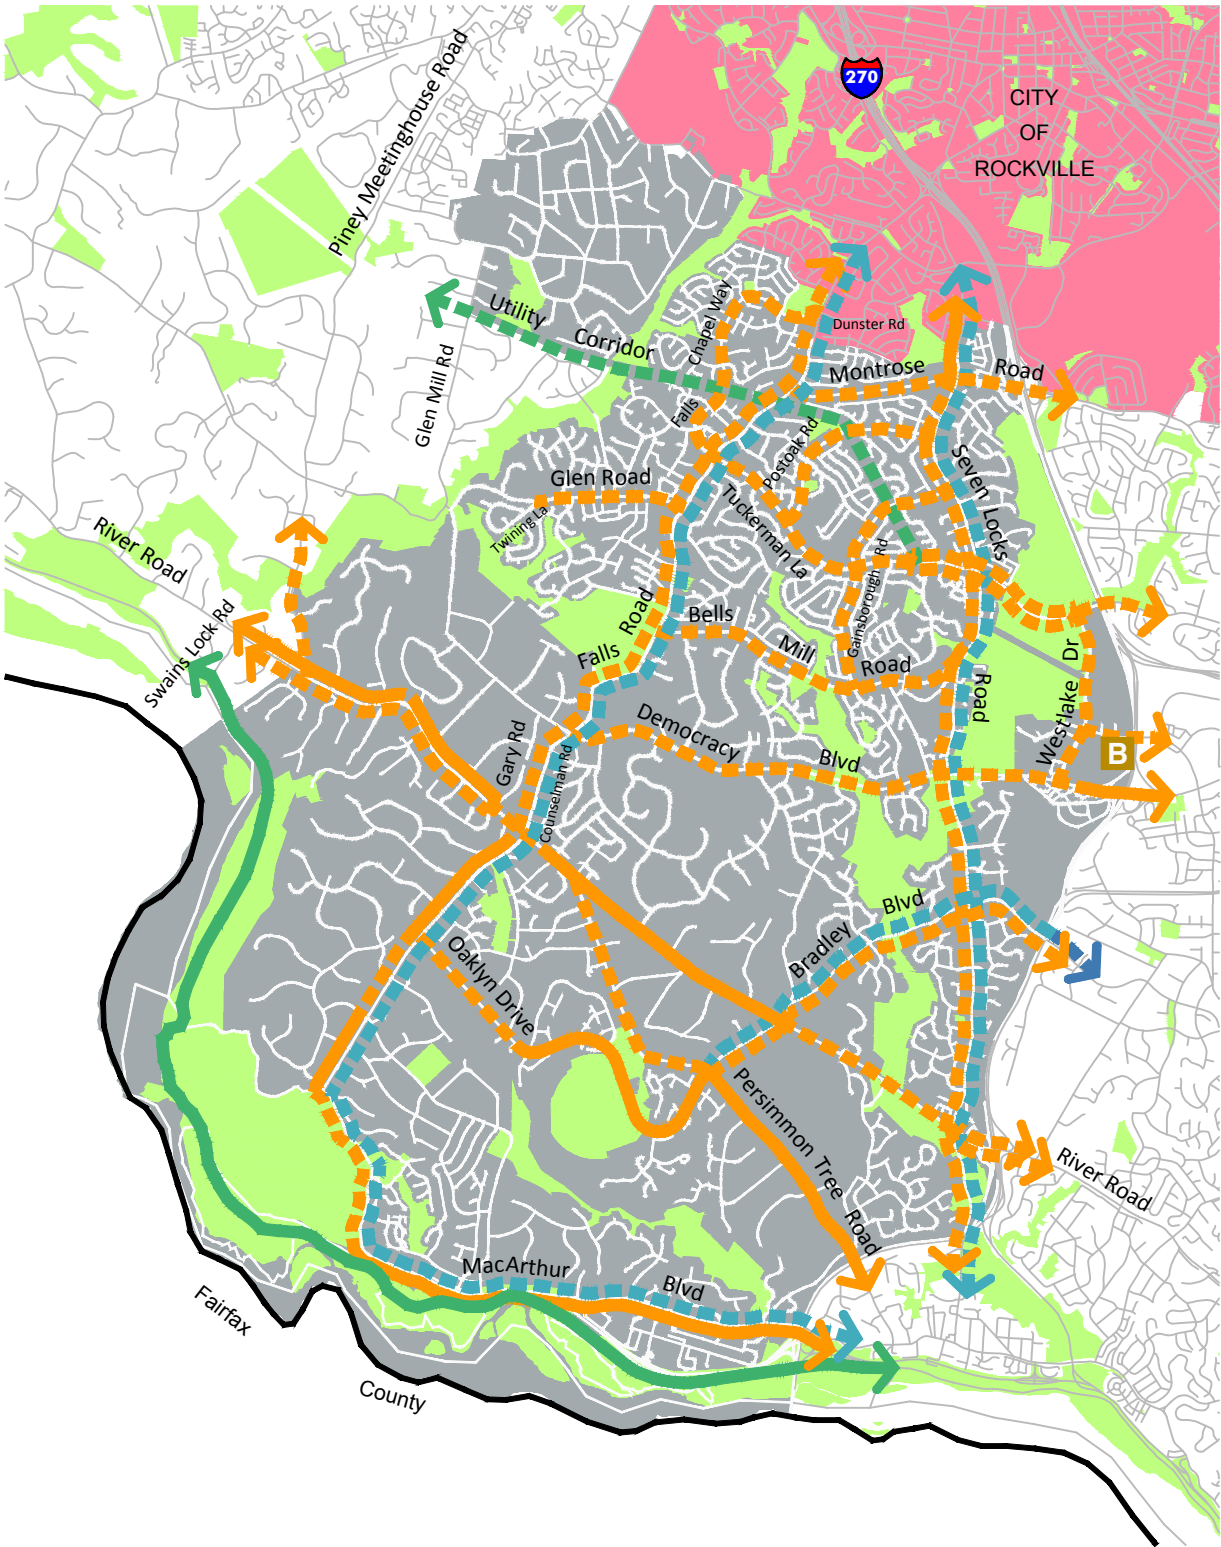 270
CITY
OF
ROCKVILLE
Piney Meetinghouse Road
Utility
Corridor
Chapel Way
Dunster Rd
Montrose
Road
Glen Mill Rd
Falls
Postoak Rd
Seven Locks
Road
Glen Road
Twining La
Tuckerman La
River Road
Swains Lock Rd
Gainsborough Rd
Bells
Mill
Road
Falls Road
Westlake Dr
Democracy
Blvd
B
Gary Rd
Counselman Rd
Bradley
Blvd
Oaklyn Drive
Persimmon Tree Road
River Road
MacArthur
Blvd
Fairfax
County